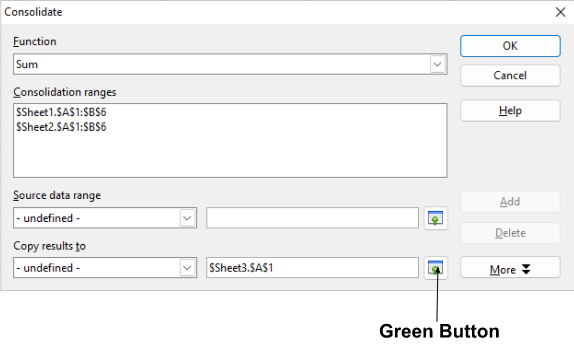 Consolidate
Function
Sum
Consolidation ranges
$Sheet1.$A$1:$B$6
$Sheet2.$A$1:$B$6
Source data range
- undefined -
Copy results to
- undefined - $Sheet3.$A$1
OK
Cancel
Help
Add
Delete
More
Green Button